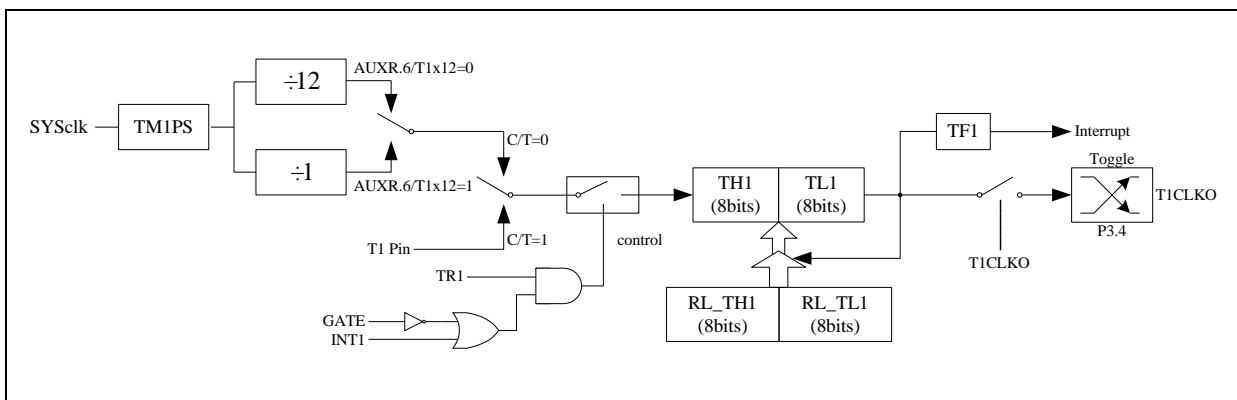 ÷12
AUXR.6/T1x12=0
SYSclk
TM1PS
÷1
AUXR.6/T1x12=1
C/T=0
T1 Pin
C/T=1
control
TR1
GATE
INT1
TH1
(8bits)
TL1
(8bits)
RL_TH1
(8bits)
RL_TL1
(8bits)
TF1
Interrupt
Toggle
T1CLKO
P3.4
T1CLKO